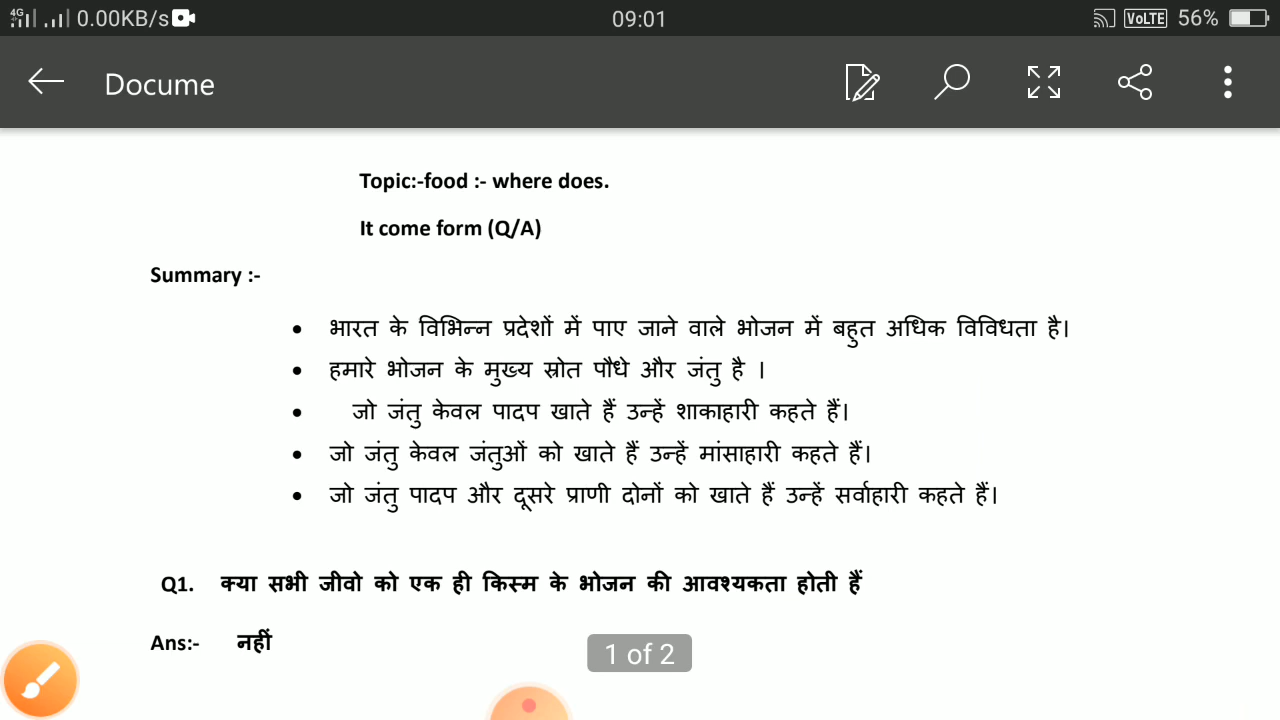 4G 0.00KB/s 09:01 VoLTE 56%
Docume
Topic:-food :- where does.
It come form (Q/A)
Summary :-
• भारत के विभिन्न प्रदेशों में पाए जाने वाले भोजन में बहुत अधिक विविधता है।
• हमारे भोजन के मुख्य स्रोत पौधे और जंतु है ।
• जो जंतु केवल पादप खाते हैं उन्हें शाकाहारी कहते हैं।
• जो जंतु केवल जंतुओं को खाते हैं उन्हें मांसाहारी कहते हैं।
• जो जंतु पादप और दूसरे प्राणी दोनों को खाते हैं उन्हें सर्वाहारी कहते हैं।
Q1. क्या सभी जीवो को एक ही किस्म के भोजन की आवश्यकता होती हैं
Ans:- नहीं
1 of 2